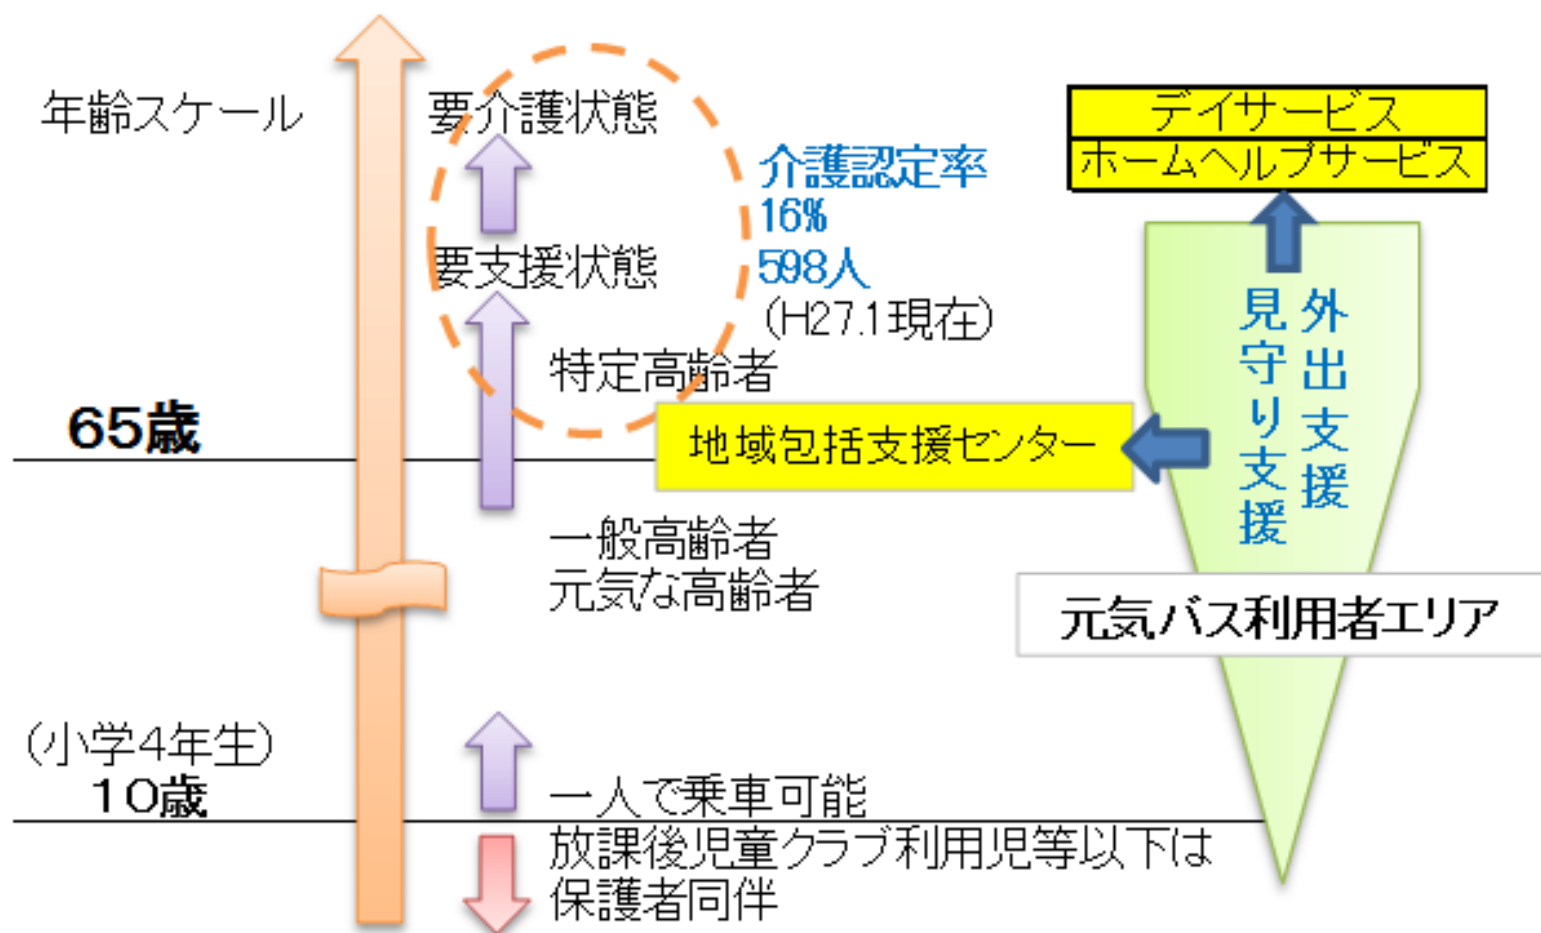 年齢スケール
要介護状態
介護認定率
16%
598人
(H27.1現在)
要支援状態
特定高齢者
65歳
地域包括支援センター
一般高齢者
元気な高齢者
デイサービス
ホームヘルプサービス
外出支援
見守り支援
元気バス利用者エリア
(小学4年生)
10歳
一人で乗車可能
放課後児童クラブ利用児等以下は
保護者同伴